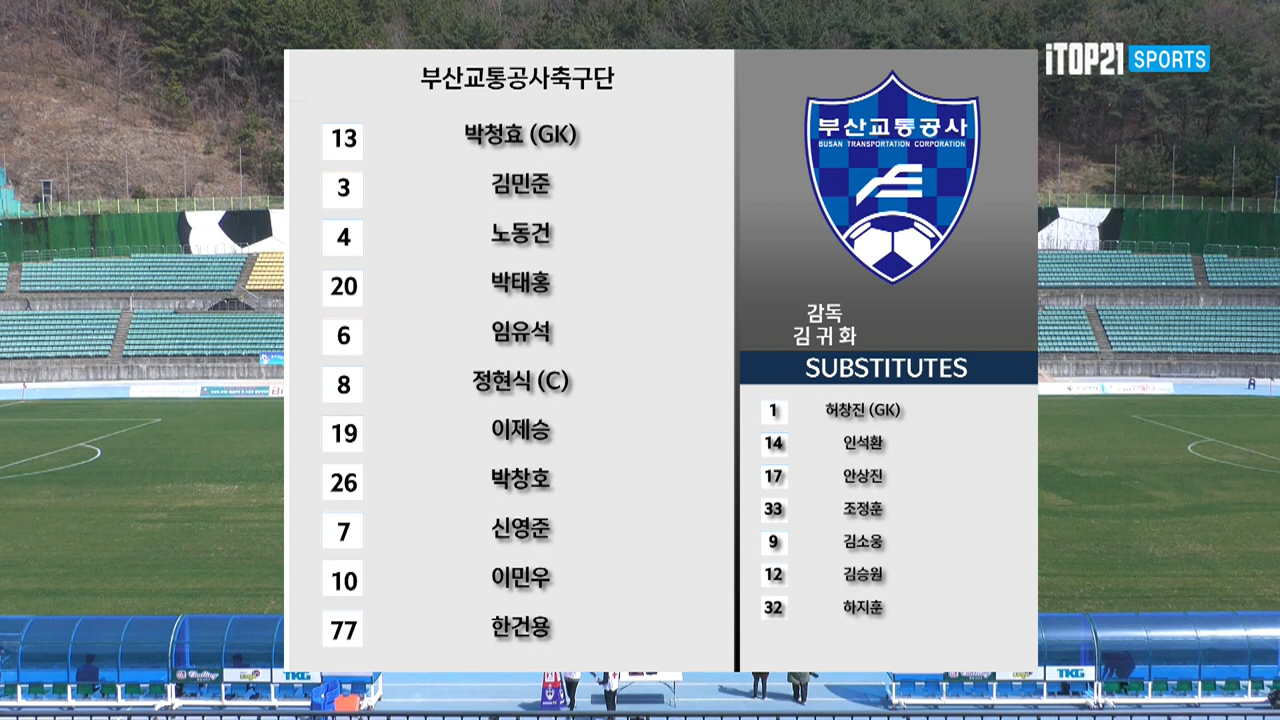 iTOP21 SPORTS
부산교통공사축구단
13 박청효 (GK)
3 김민준
4 노동건
20 박태홍
6 임유석
8 정현식 (C)
19 이제승
26 박창호
7 신영준
10 이민우
77 한건용
부산교통공사
BUSAN TRANSPORTATION CORPORATION
감독
김귀화
SUBSTITUTES
1 허창진 (GK)
14 인석환
17 안상진
33 조정훈
9 김소웅
12 김승원
32 하지훈
TKG
TKG